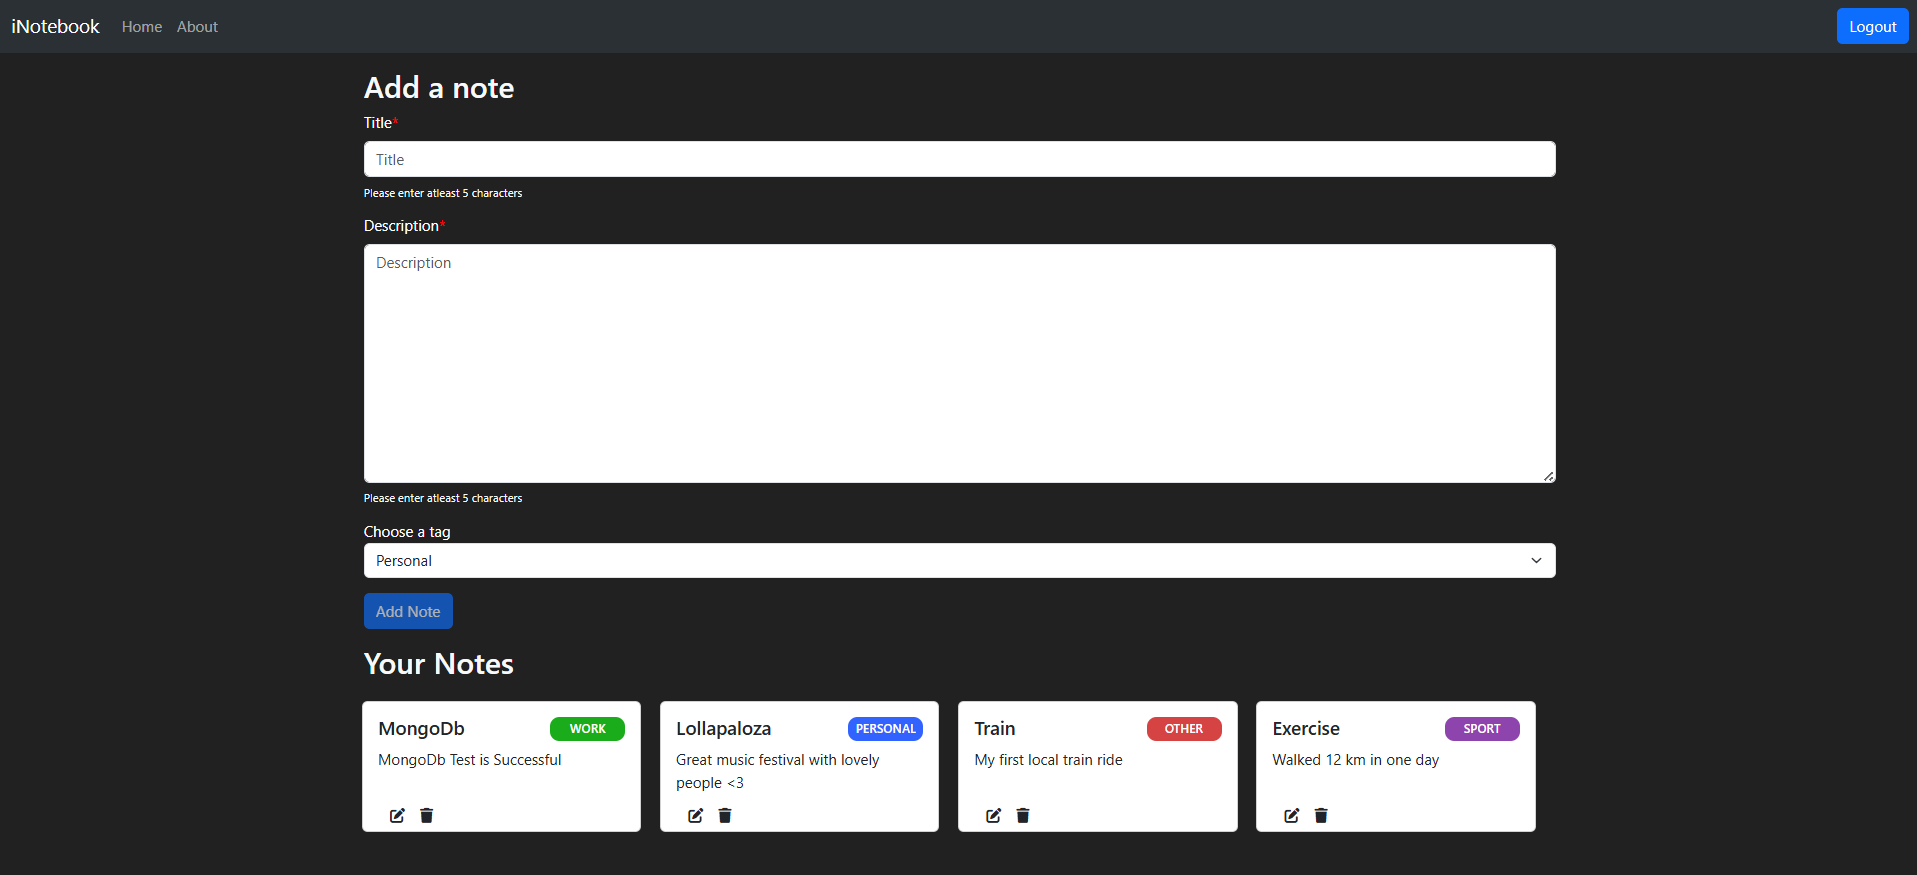 iNotebook Home About Logout
Add a note
Title*
Title
Please enter atleast 5 characters
Description*
Description
Please enter atleast 5 characters
Choose a tag
Personal
Add Note
Your Notes
MongoDb WORK
MongoDb Test is Successful
Lollapaloza PERSONAL
Great music festival with lovely
people <3
Train OTHER
My first local train ride
Exercise SPORT
Walked 12 km in one day